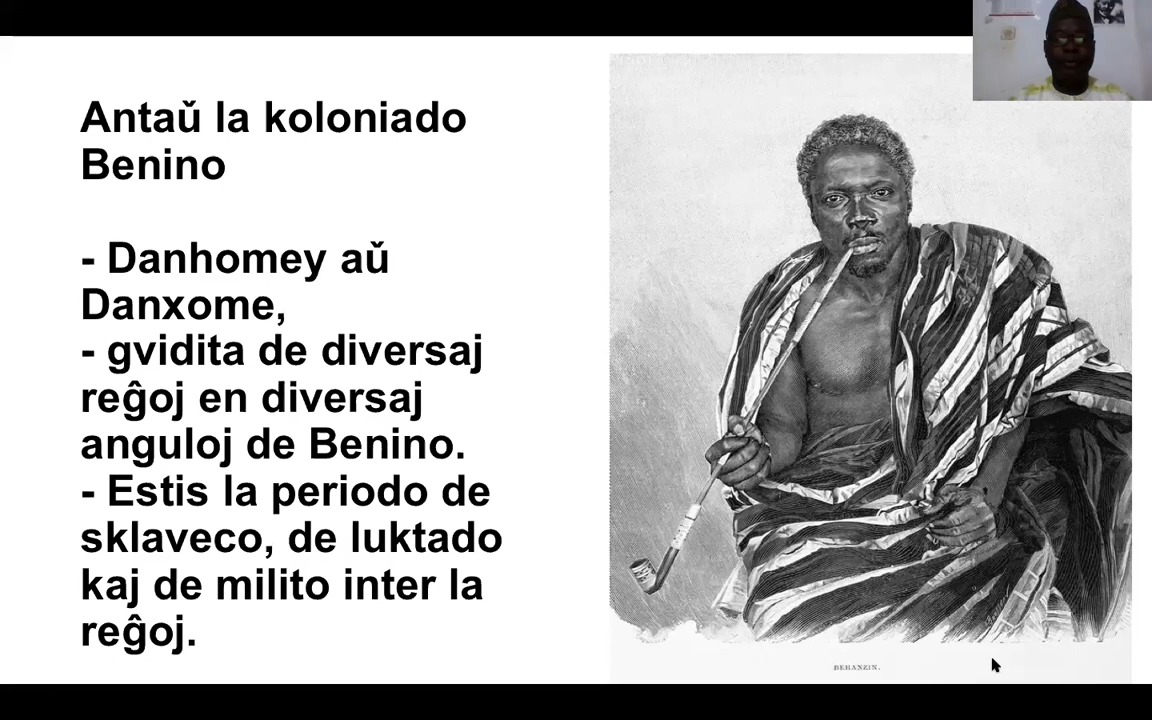 Antaŭ la koloniado
Benino
- Danhomey aŭ
Danxome,
- gvidita de diversaj
reĝoj en diversaj
anguloj de Benino.
- Estis la periodo de
sklaveco, de luktado
kaj de milito inter la
reĝoj.
BEHANZIN.